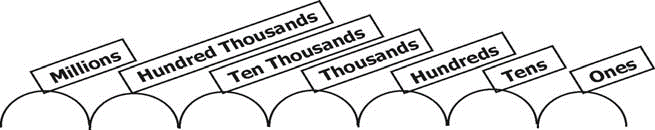 Millions
Hundred Thousands
Ten Thousands
Thousands
Hundreds
Tens
Ones